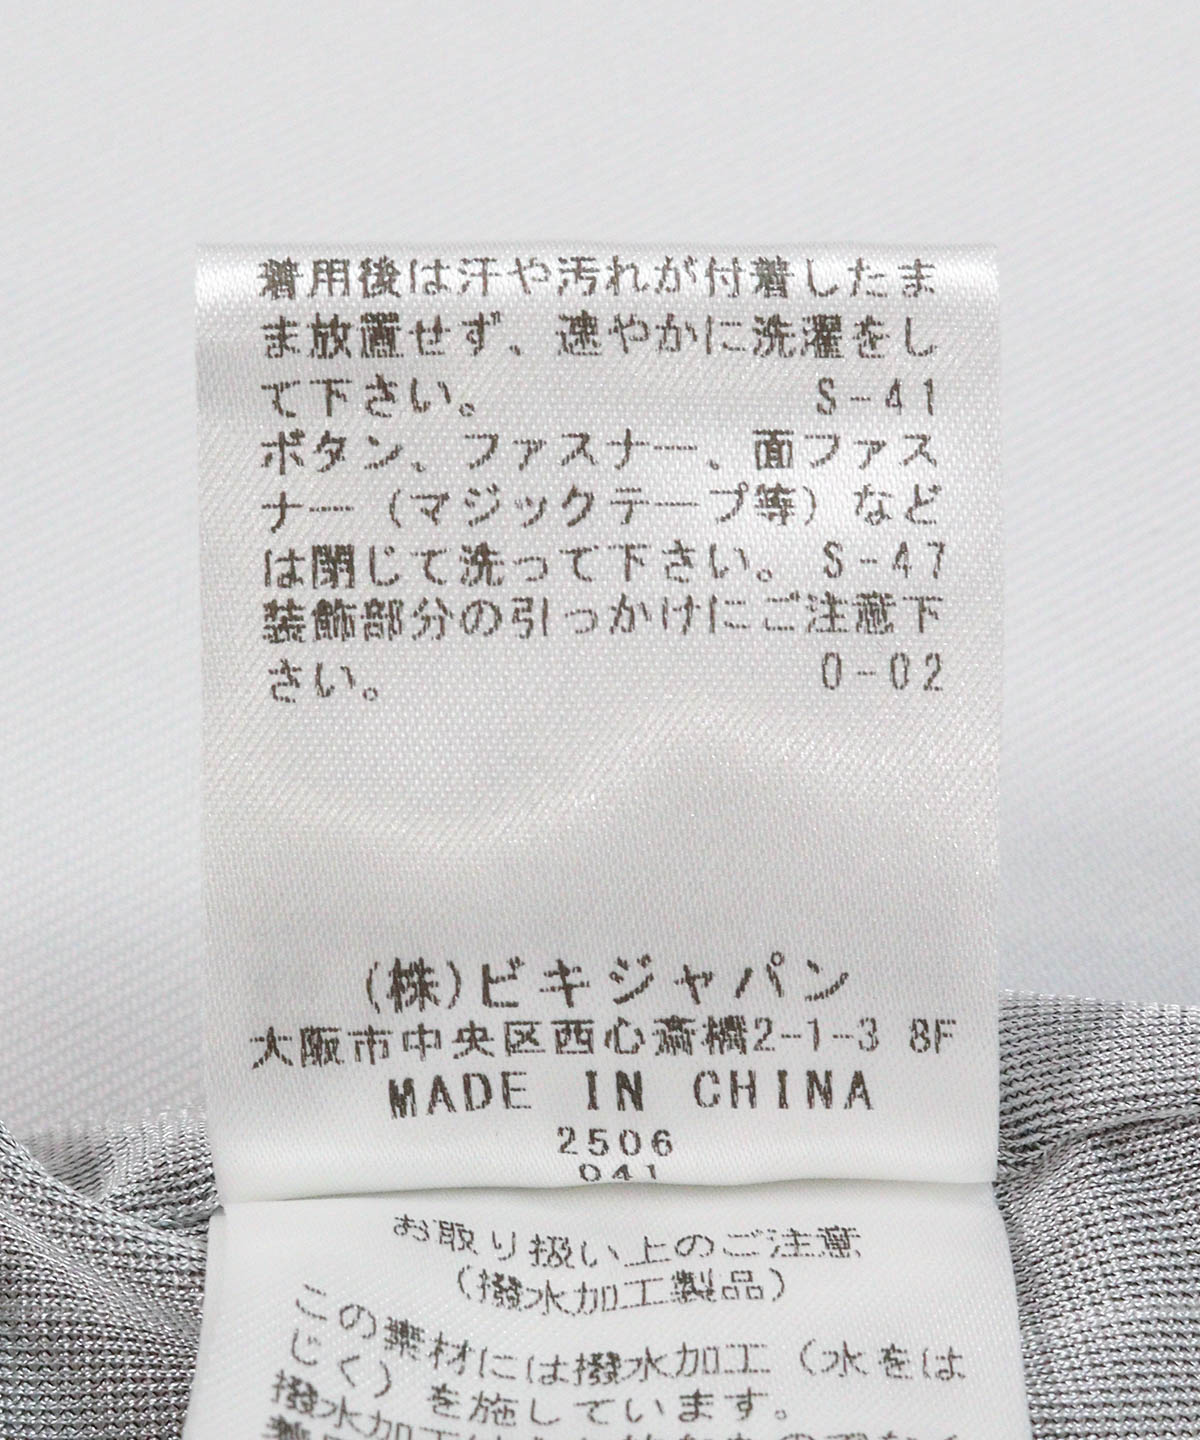 着用後は汗や汚れが付着したま
ま放置せず、速やかに洗濯をし
て下さい。 S-41
ボタン、ファスナー、面ファス
ナー(マジックテープ等)など
は閉じて洗って下さい。S-47
装飾部分の引っかけにご注意下
さい。 0-02
(株)ビキジャパン
大阪市中央区西心斎橋2-1-3 8F
MADE IN CHINA
2506
041
お取り扱い上のご注意
(撥水加工製品)
この素材には撥水加工(水をは
じく)を施しています。
撥水加工